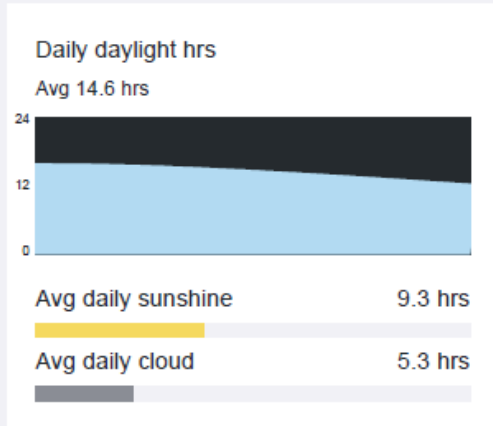 Daily daylight hrs
Avg 14.6 hrs
24
12
0
Avg daily sunshine 9.3 hrs
Avg daily cloud 5.3 hrs